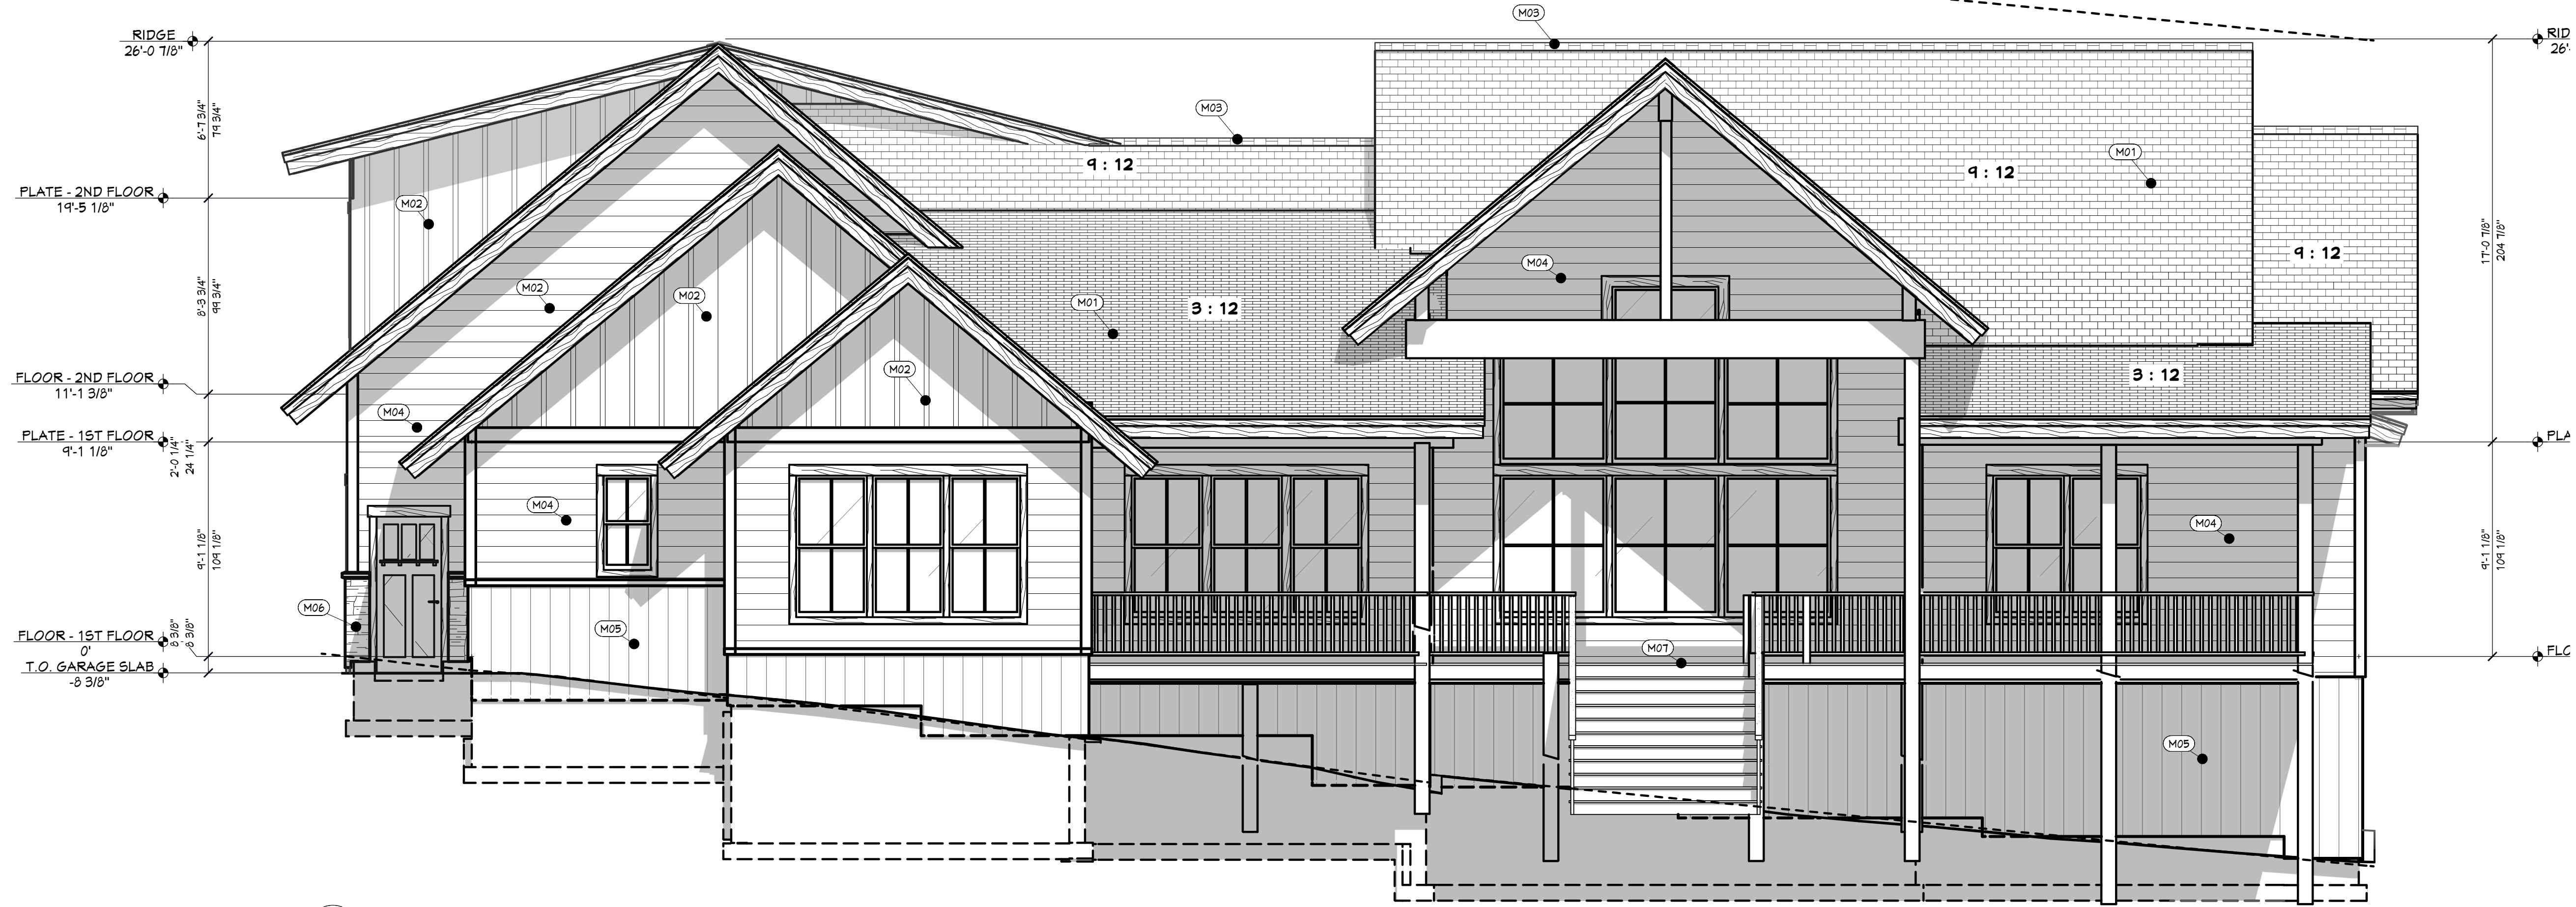 M03
RIDGE
26'-0 7/8"
RID
26'-
M03
6'-7 3/4"
79 3/4"
9 : 12
M01
9 : 12
PLATE - 2ND FLOOR
19'-5 1/8"
M02
17'-0 7/8"
204 7/8"
9 : 12
M04
M02
M02
M01
3 : 12
8'-3 3/4"
99 3/4"
M02
3 : 12
FLOOR - 2ND FLOOR
11'-1 3/8"
M04
PLATE - 1ST FLOOR
9'-1 1/8"
PLA
2'-0 1/4"
24 1/4"
M04
M04
9'-1 1/8"
109 1/8"
9'-1 1/8"
109 1/8"
M06
M05
FLOOR - 1ST FLOOR
0'
8 3/8"
8 3/8"
M07
FLO
T.O. GARAGE SLAB
-8 3/8"
M05